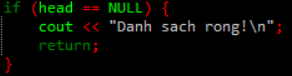 if (head == NULL) {
cout << "Danh sach rong!\n";
return;
}